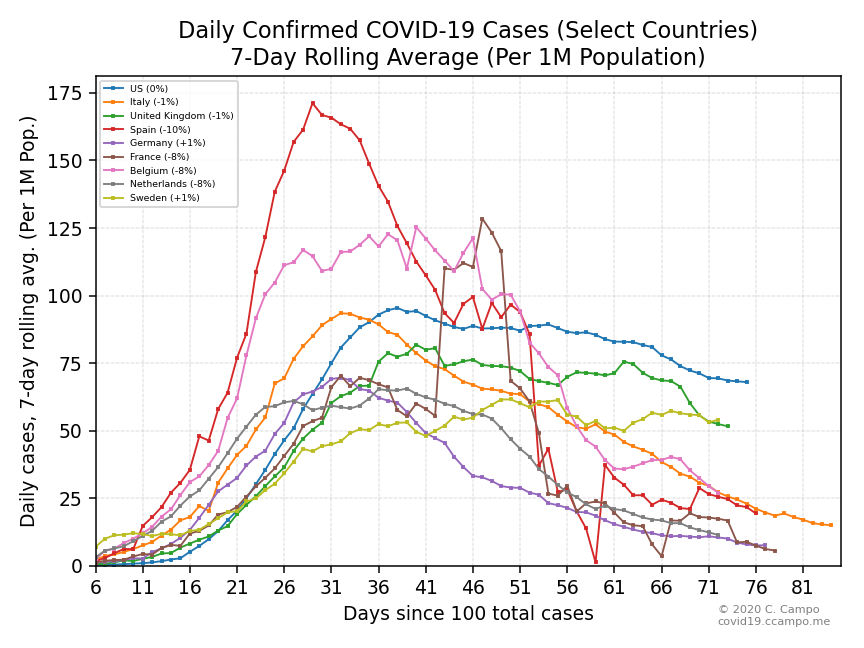 Daily Confirmed COVID-19 Cases (Select Countries)
7-Day Rolling Average (Per 1M Population)
Daily cases, 7-day rolling avg. (Per 1M Pop.)
175
150
125
100
75
50
25
0
US (0%)
Italy (-1%)
United Kingdom (-1%)
Spain (-10%)
Germany (+1%)
France (-8%)
Belgium (-8%)
Netherlands (-8%)
Sweden (+1%)
6 11 16 21 26 31 36 41 46 51 56 61 66 71 76 81
Days since 100 total cases
© 2020 C. Campo
covid19.ccampo.me